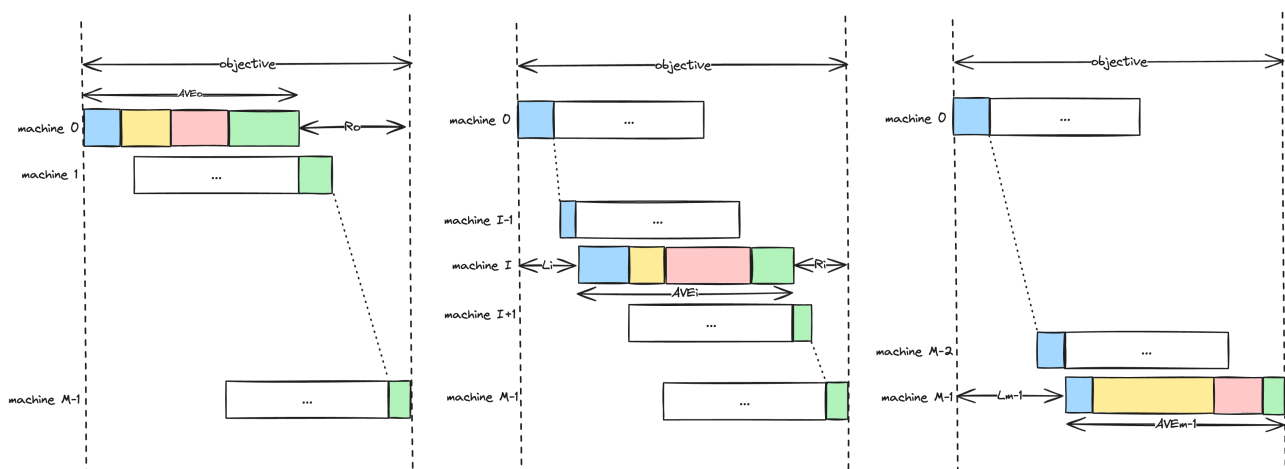 objective
AVEo
machine 0
Ro
machine 1
...
machine M-1
...
objective
machine 0
...
machine I-1
...
machine I
Li
Ri
AVEi
machine I+1
...
machine M-1
...
objective
machine 0
...
machine M-2
...
machine M-1
Lm-1
AVEm-1